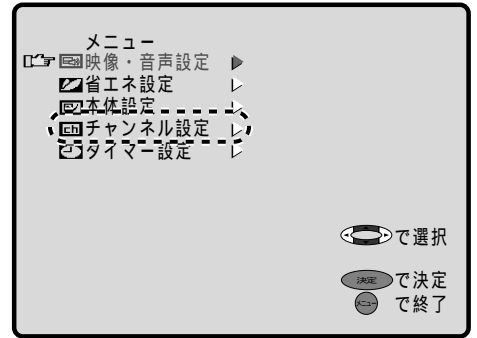 メニュー
映像・音声設定
省エネ設定
本体設定
ch チャンネル設定
タイマー設定
で選択
決定 で決定
メニュー で終了